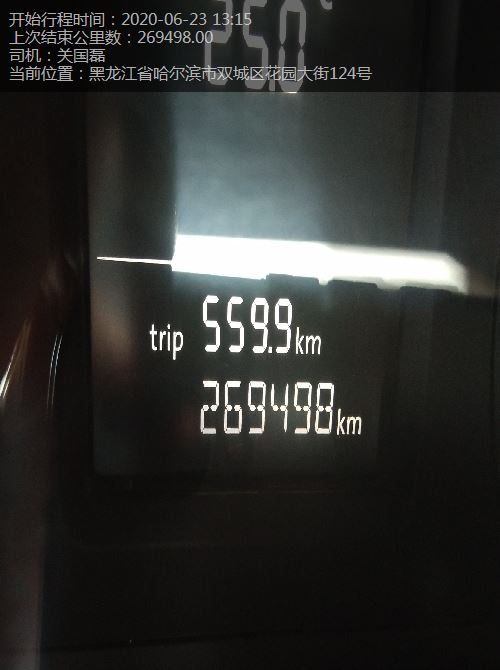 开始行程时间：2020-06-23 13:15
上次结束公里数：269498.00
司机：关国磊
当前位置：黑龙江省哈尔滨市双城区花园大街124号
trip 559.9km
269498km